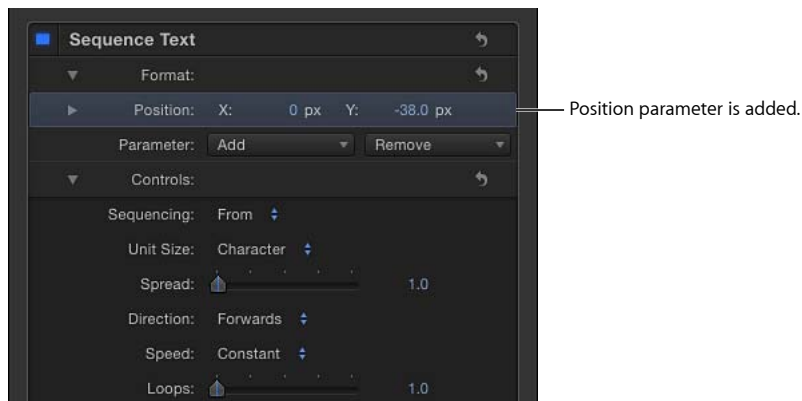 Sequence Text
Format:
Position: X: 0 px Y: -38.0 px
Position parameter is added.
Parameter: Add Remove
Controls:
Sequencing: From
Unit Size: Character
Spread: 1.0
Direction: Forwards
Speed: Constant
Loops: 1.0